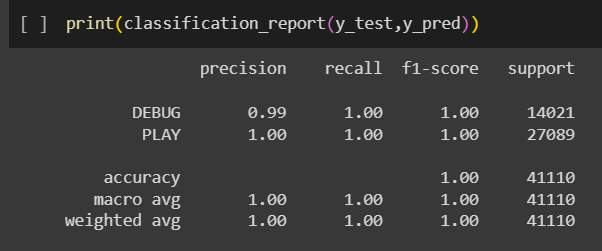 [ ] print(classification_report(y_test,y_pred))
precision recall f1-score support
DEBUG 0.99 1.00 1.00 14021
PLAY 1.00 1.00 1.00 27089
accuracy 1.00 41110
macro avg 1.00 1.00 1.00 41110
weighted avg 1.00 1.00 1.00 41110